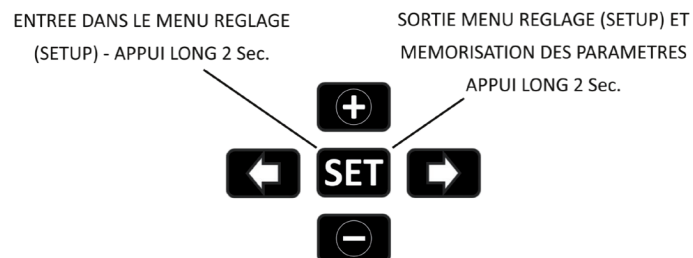 ENTREE DANS LE MENU REGLAGE
(SETUP) - APPUI LONG 2 Sec.
SORTIE MENU REGLAGE (SETUP) ET
MEMORISATION DES PARAMETRES
APPUI LONG 2 Sec.
+
SET
-